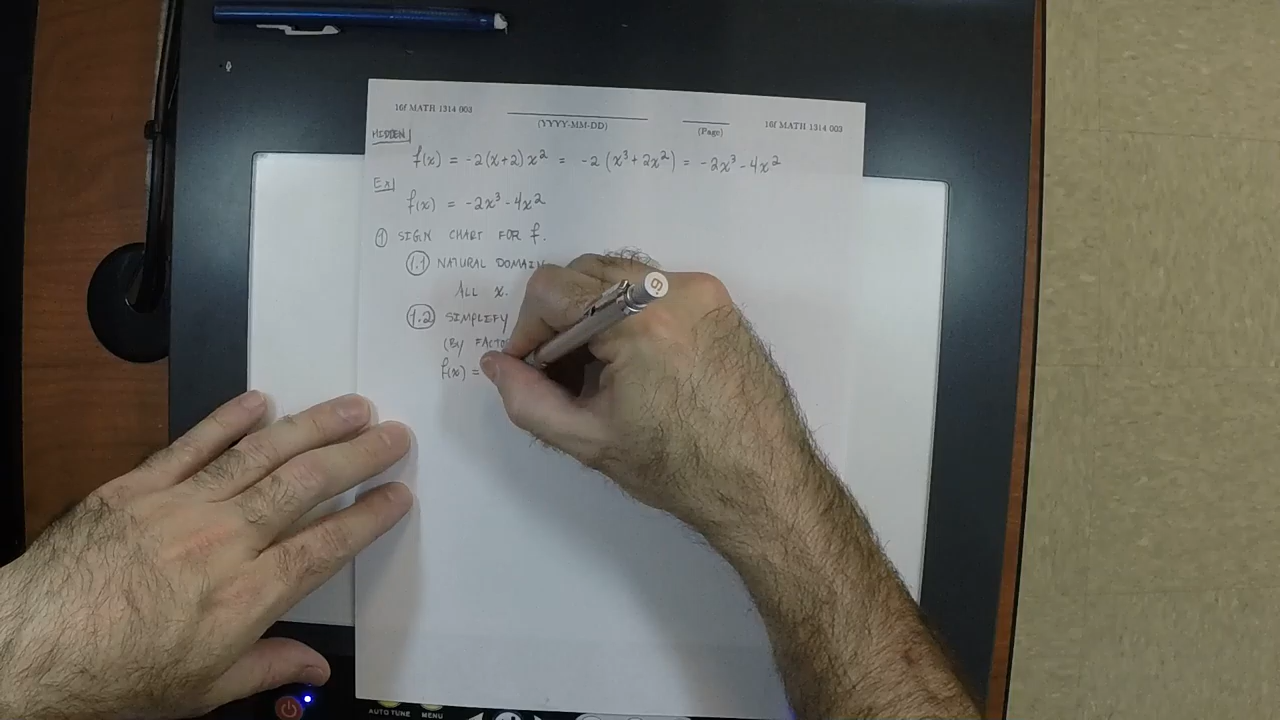 16f MATH 1314 003 (YYYY-MM-DD) (Page) 16f MATH 1314 003
HIDDEN
f(x) = -2(x+2)x² = -2(x³+2x²) = -2x³-4x²
Ex
f(x) = -2x³-4x²
① SIGN CHART FOR f.
1.1 NATURAL DOMAIN
ALL x.
1.2 SIMPLIFY
(BY FACTO
f(x) =
AUTO TUNE MENU